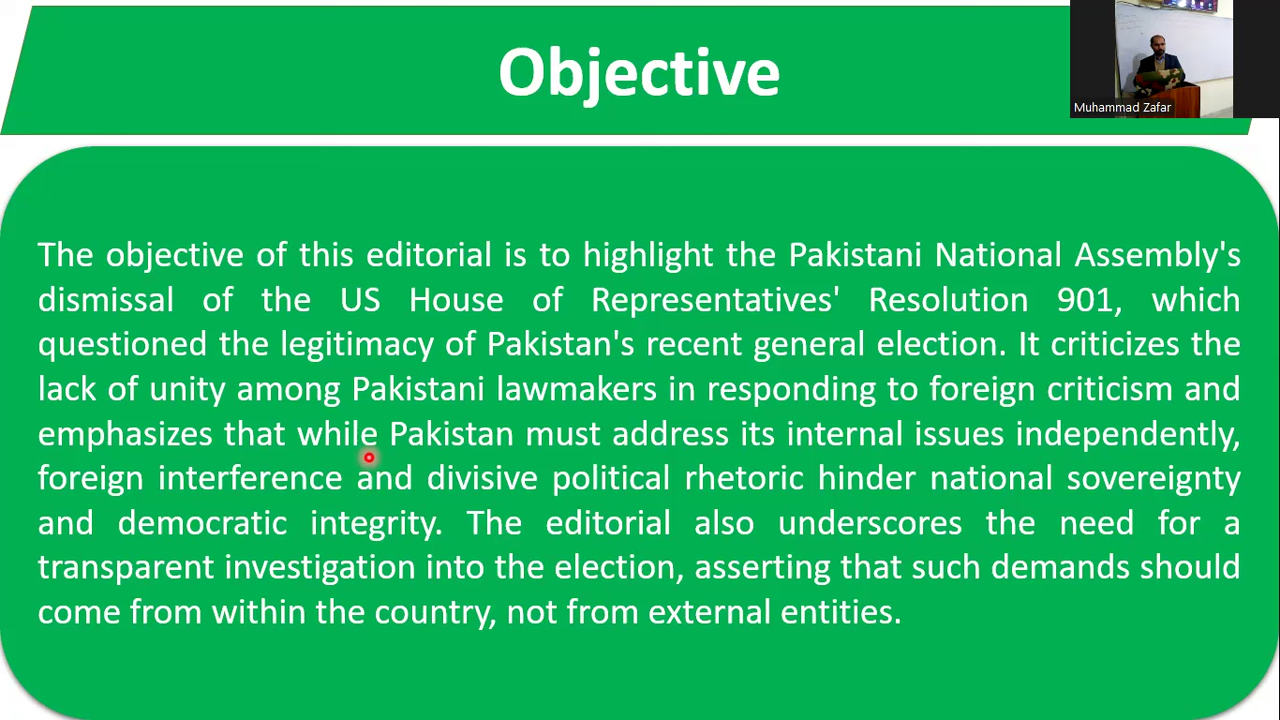 Objective
Muhammad Zafar
The objective of this editorial is to highlight the Pakistani National Assembly's
dismissal of the US House of Representatives' Resolution 901, which
questioned the legitimacy of Pakistan's recent general election. It criticizes the
lack of unity among Pakistani lawmakers in responding to foreign criticism and
emphasizes that while Pakistan must address its internal issues independently,
foreign interference and divisive political rhetoric hinder national sovereignty
and democratic integrity. The editorial also underscores the need for a
transparent investigation into the election, asserting that such demands should
come from within the country, not from external entities.